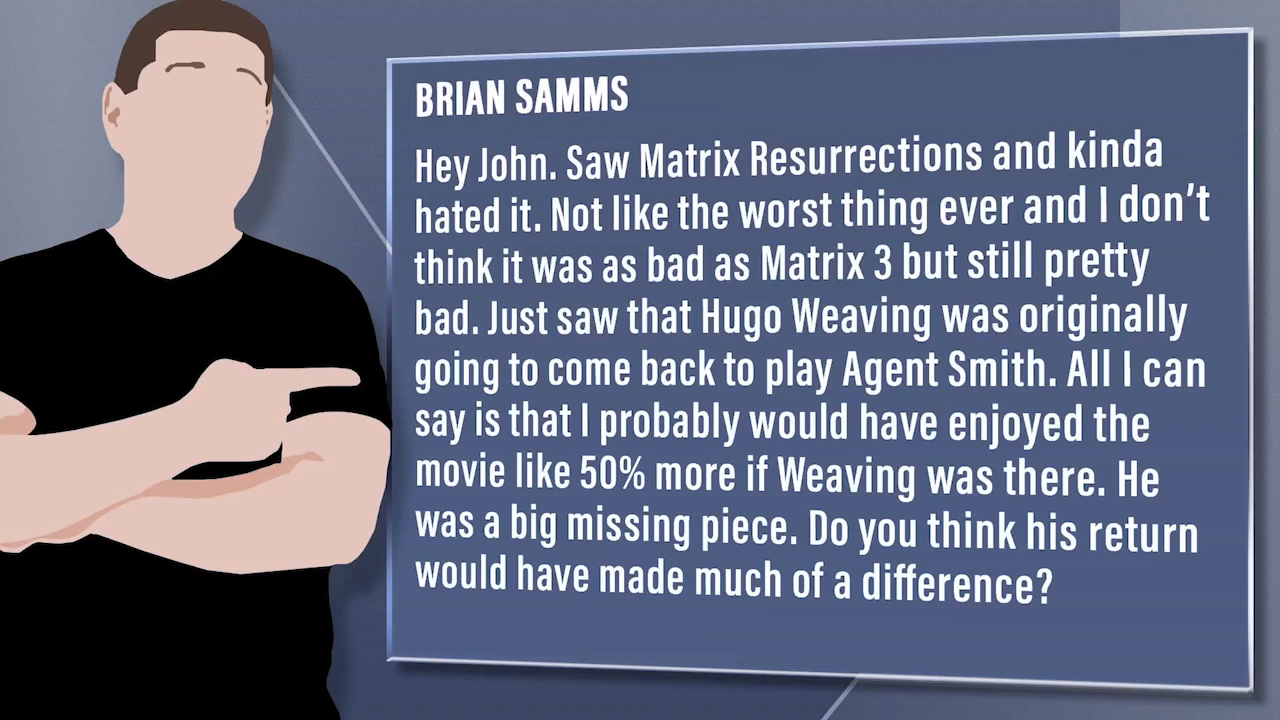 BRIAN SAMMS
Hey John. Saw Matrix Resurrections and kinda
hated it. Not like the worst thing ever and I don’t
think it was as bad as Matrix 3 but still pretty
bad. Just saw that Hugo Weaving was originally
going to come back to play Agent Smith. All I can
say is that I probably would have enjoyed the
movie like 50% more if Weaving was there. He
was a big missing piece. Do you think his return
would have made much of a difference?